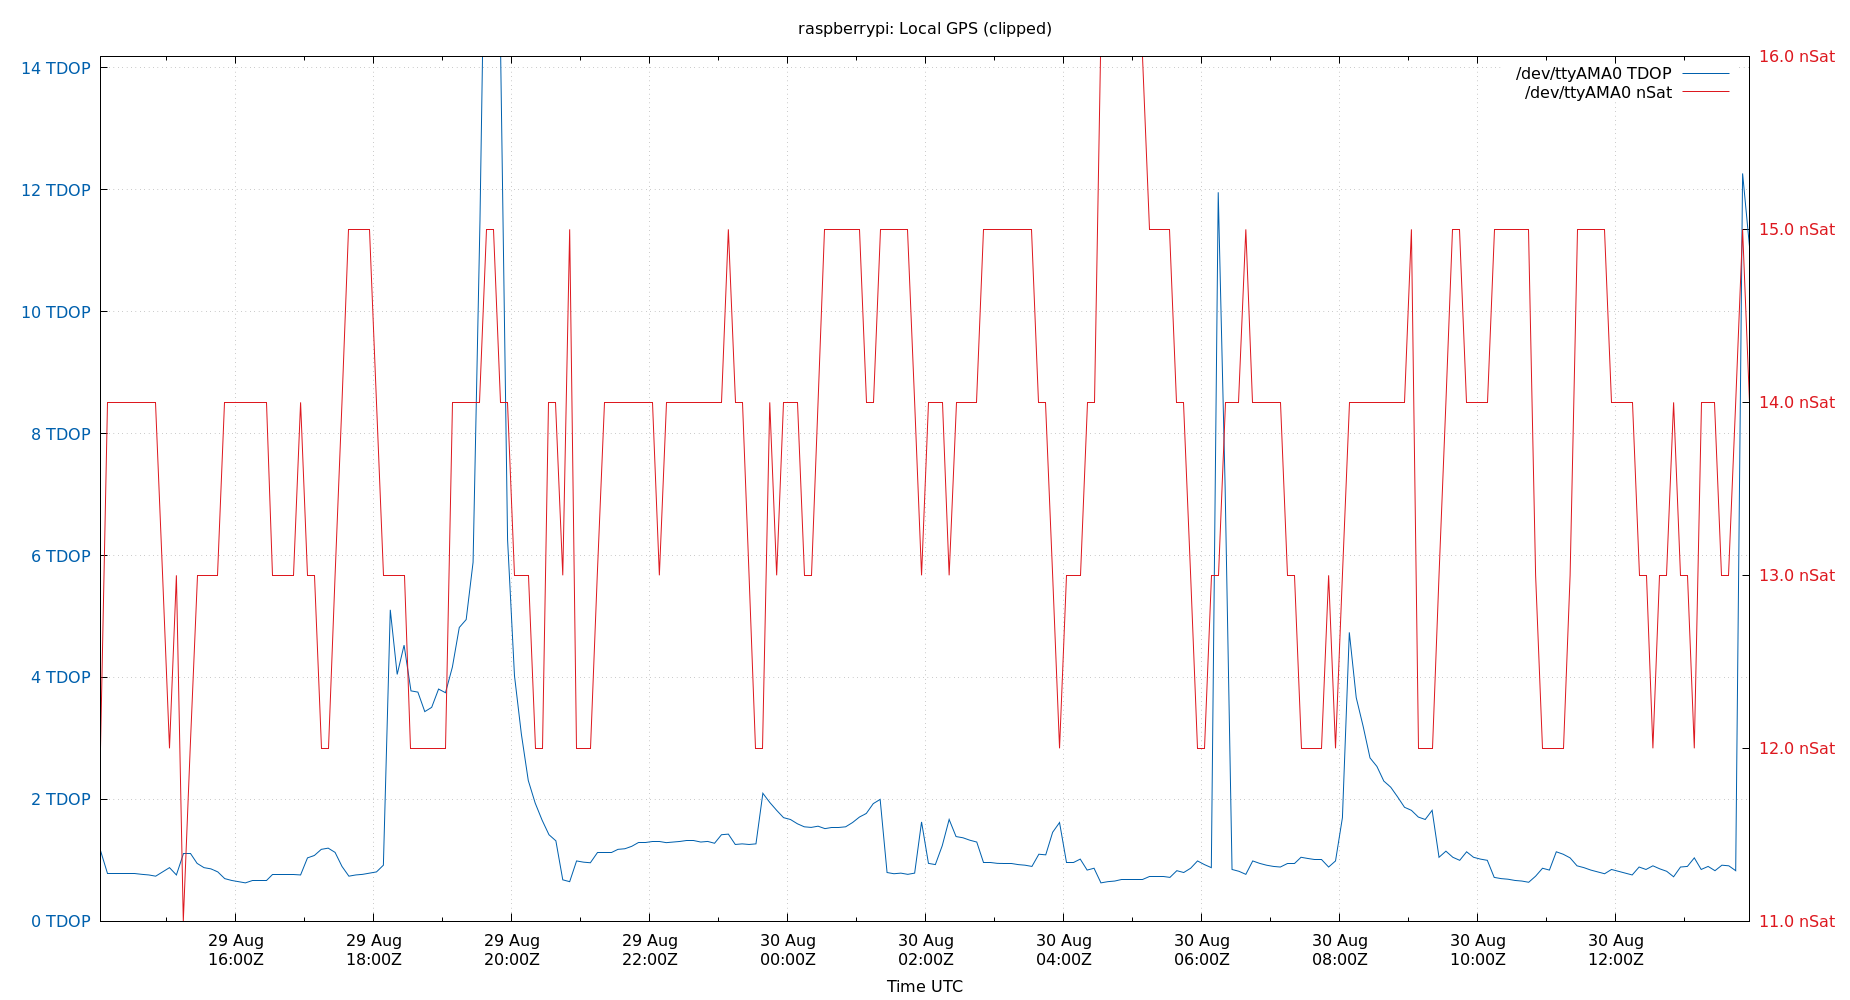 raspberrypi: Local GPS (clipped)
14 TDOP
12 TDOP
10 TDOP
8 TDOP
6 TDOP
4 TDOP
2 TDOP
0 TDOP
/dev/ttyAMA0 TDOP
/dev/ttyAMA0 nSat
16.0 nSat
15.0 nSat
14.0 nSat
13.0 nSat
12.0 nSat
11.0 nSat
29 Aug
16:00Z
29 Aug
18:00Z
29 Aug
20:00Z
29 Aug
22:00Z
30 Aug
00:00Z
30 Aug
02:00Z
30 Aug
04:00Z
30 Aug
06:00Z
30 Aug
08:00Z
30 Aug
10:00Z
30 Aug
12:00Z
Time UTC